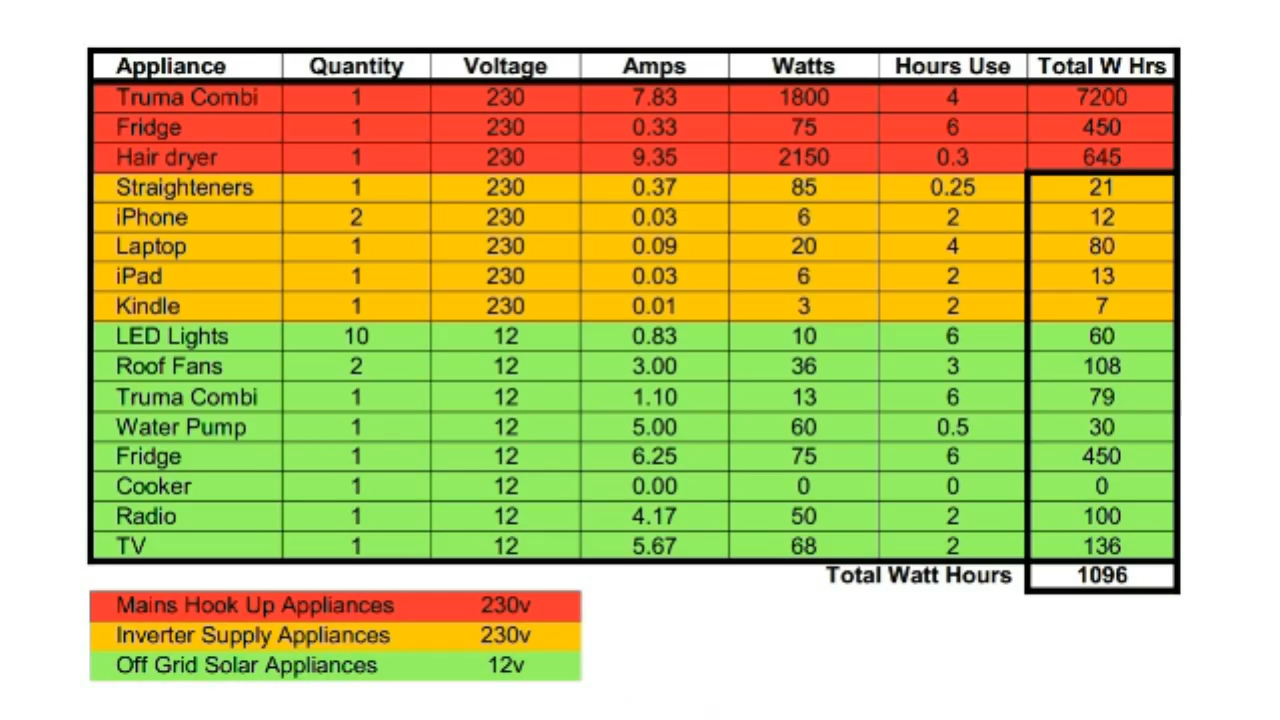 Appliance Quantity Voltage Amps Watts Hours Use Total W Hrs
Truma Combi 1 230 7.83 1800 4 7200
Fridge 1 230 0.33 75 6 450
Hair dryer 1 230 9.35 2150 0.3 645
Straighteners 1 230 0.37 85 0.25 21
iPhone 2 230 0.03 6 2 12
Laptop 1 230 0.09 20 4 80
iPad 1 230 0.03 6 2 13
Kindle 1 230 0.01 3 2 7
LED Lights 10 12 0.83 10 6 60
Roof Fans 2 12 3.00 36 3 108
Truma Combi 1 12 1.10 13 6 79
Water Pump 1 12 5.00 60 0.5 30
Fridge 1 12 6.25 75 6 450
Cooker 1 12 0.00 0 0 0
Radio 1 12 4.17 50 2 100
TV 1 12 5.67 68 2 136
Total Watt Hours 1096
Mains Hook Up Appliances 230v
Inverter Supply Appliances 230v
Off Grid Solar Appliances 12v